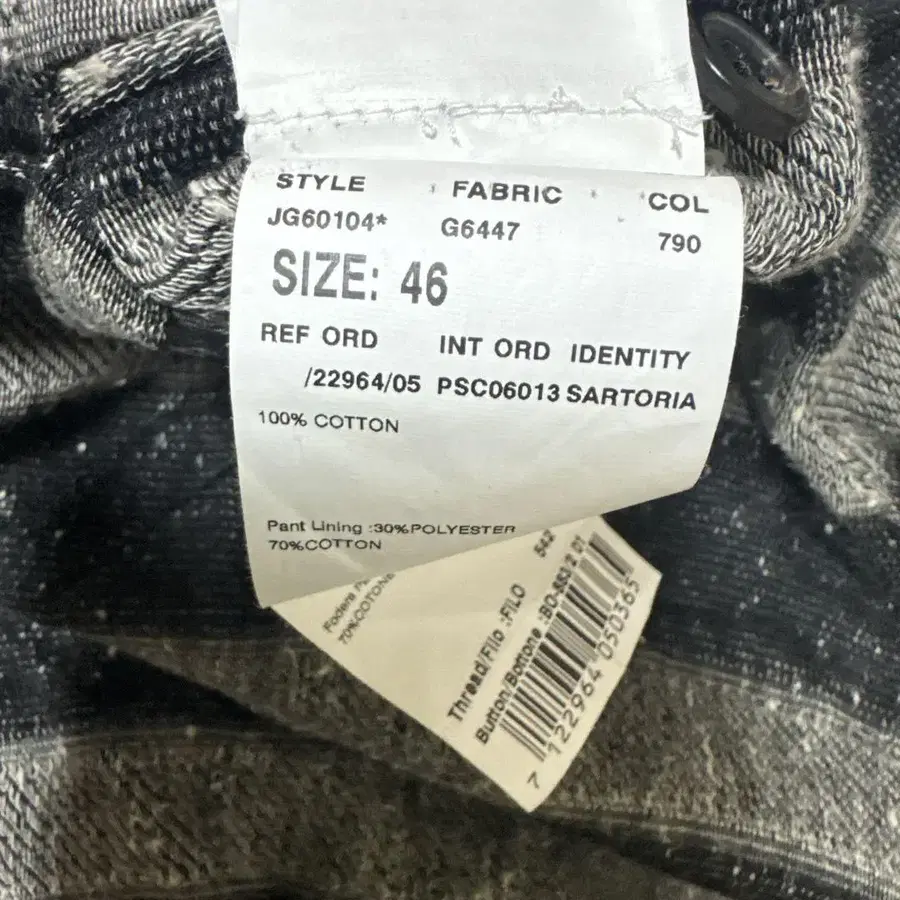 STYLE FABRIC COL
JG60104* G6447 790
SIZE: 46
REF ORD INT ORD IDENTITY
/22964/05 PSC06013 SARTORIA
100% COTTON
Pant Lining :30%POLYESTER
70%COTTON
Fodera
70%COTONE
Thread/Filo :FILO
Button/Bottone :BO-553/2 01
7 122964 050365